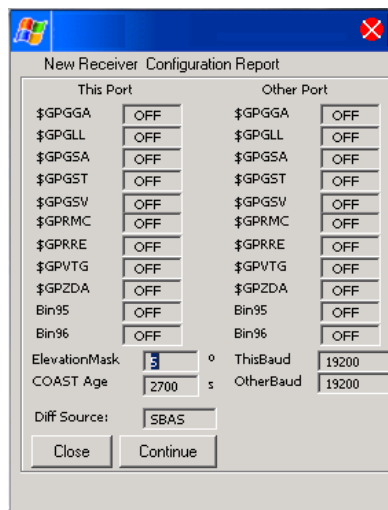 New Receiver Configuration Report
This Port Other Port
$GPGGA OFF $GPGGA OFF
$GPGLL OFF $GPGLL OFF
$GPGSA OFF $GPGSA OFF
$GPGST OFF $GPGST OFF
$GPGSV OFF $GPGSV OFF
$GPRMC OFF $GPRMC OFF
$GPRRE OFF $GPRRE OFF
$GPVTG OFF $GPVTG OFF
$GPZDA OFF $GPZDA OFF
Bin95 OFF Bin95 OFF
Bin96 OFF Bin96 OFF
ElevationMask 5 º ThisBaud 19200
COAST Age 2700 s OtherBaud 19200
Diff Source: SBAS
Close Continue